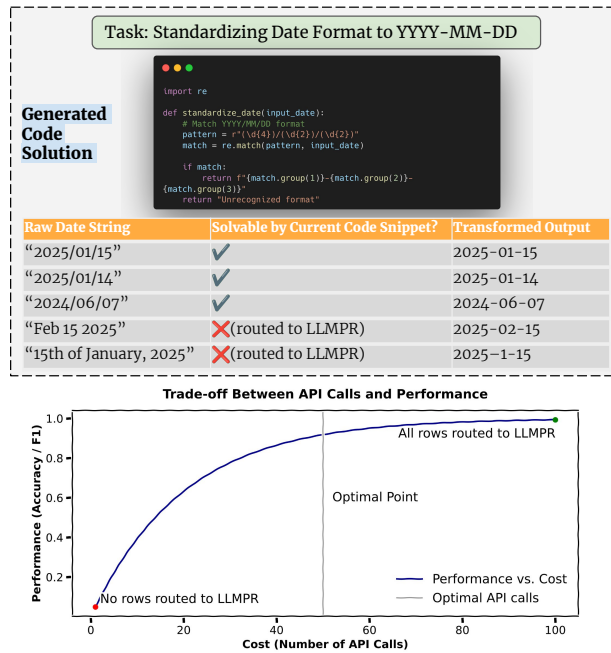 Task: Standardizing Date Format to YYYY-MM-DD
Generated
Code
Solution
import re
def standardize_date(input_date):
# Match YYYY/MM/DD format
pattern = r"(\d{4})/(\d{2})/(\d{2})"
match = re.match(pattern, input_date)
if match:
return f"{match.group(1)}-{match.group(2)}-
{match.group(3)}"
return "Unrecognized format"
Raw Date String Solvable by Current Code Snippet? Transformed Output
“2025/01/15” ✔ 2025-01-15
“2025/01/14” ✔ 2025-01-14
“2024/06/07” ✔ 2024-06-07
“Feb 15 2025” ❌(routed to LLMPR) 2025-02-15
“15th of January, 2025” ❌(routed to LLMPR) 2025–1-15
Trade-off Between API Calls and Performance
Performance (Accuracy / F1)
1.0
0.8
0.6
0.4
0.2
All rows routed to LLMPR
Optimal Point
No rows routed to LLMPR
Performance vs. Cost
Optimal API calls
0 20 40 60 80 100
Cost (Number of API Calls)